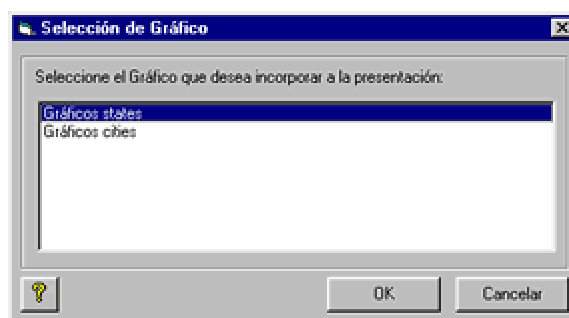 Selección de Gráfico
Seleccione el Gráfico que desea incorporar a la presentación:
Gráficos states
Gráficos cities
? OK Cancelar